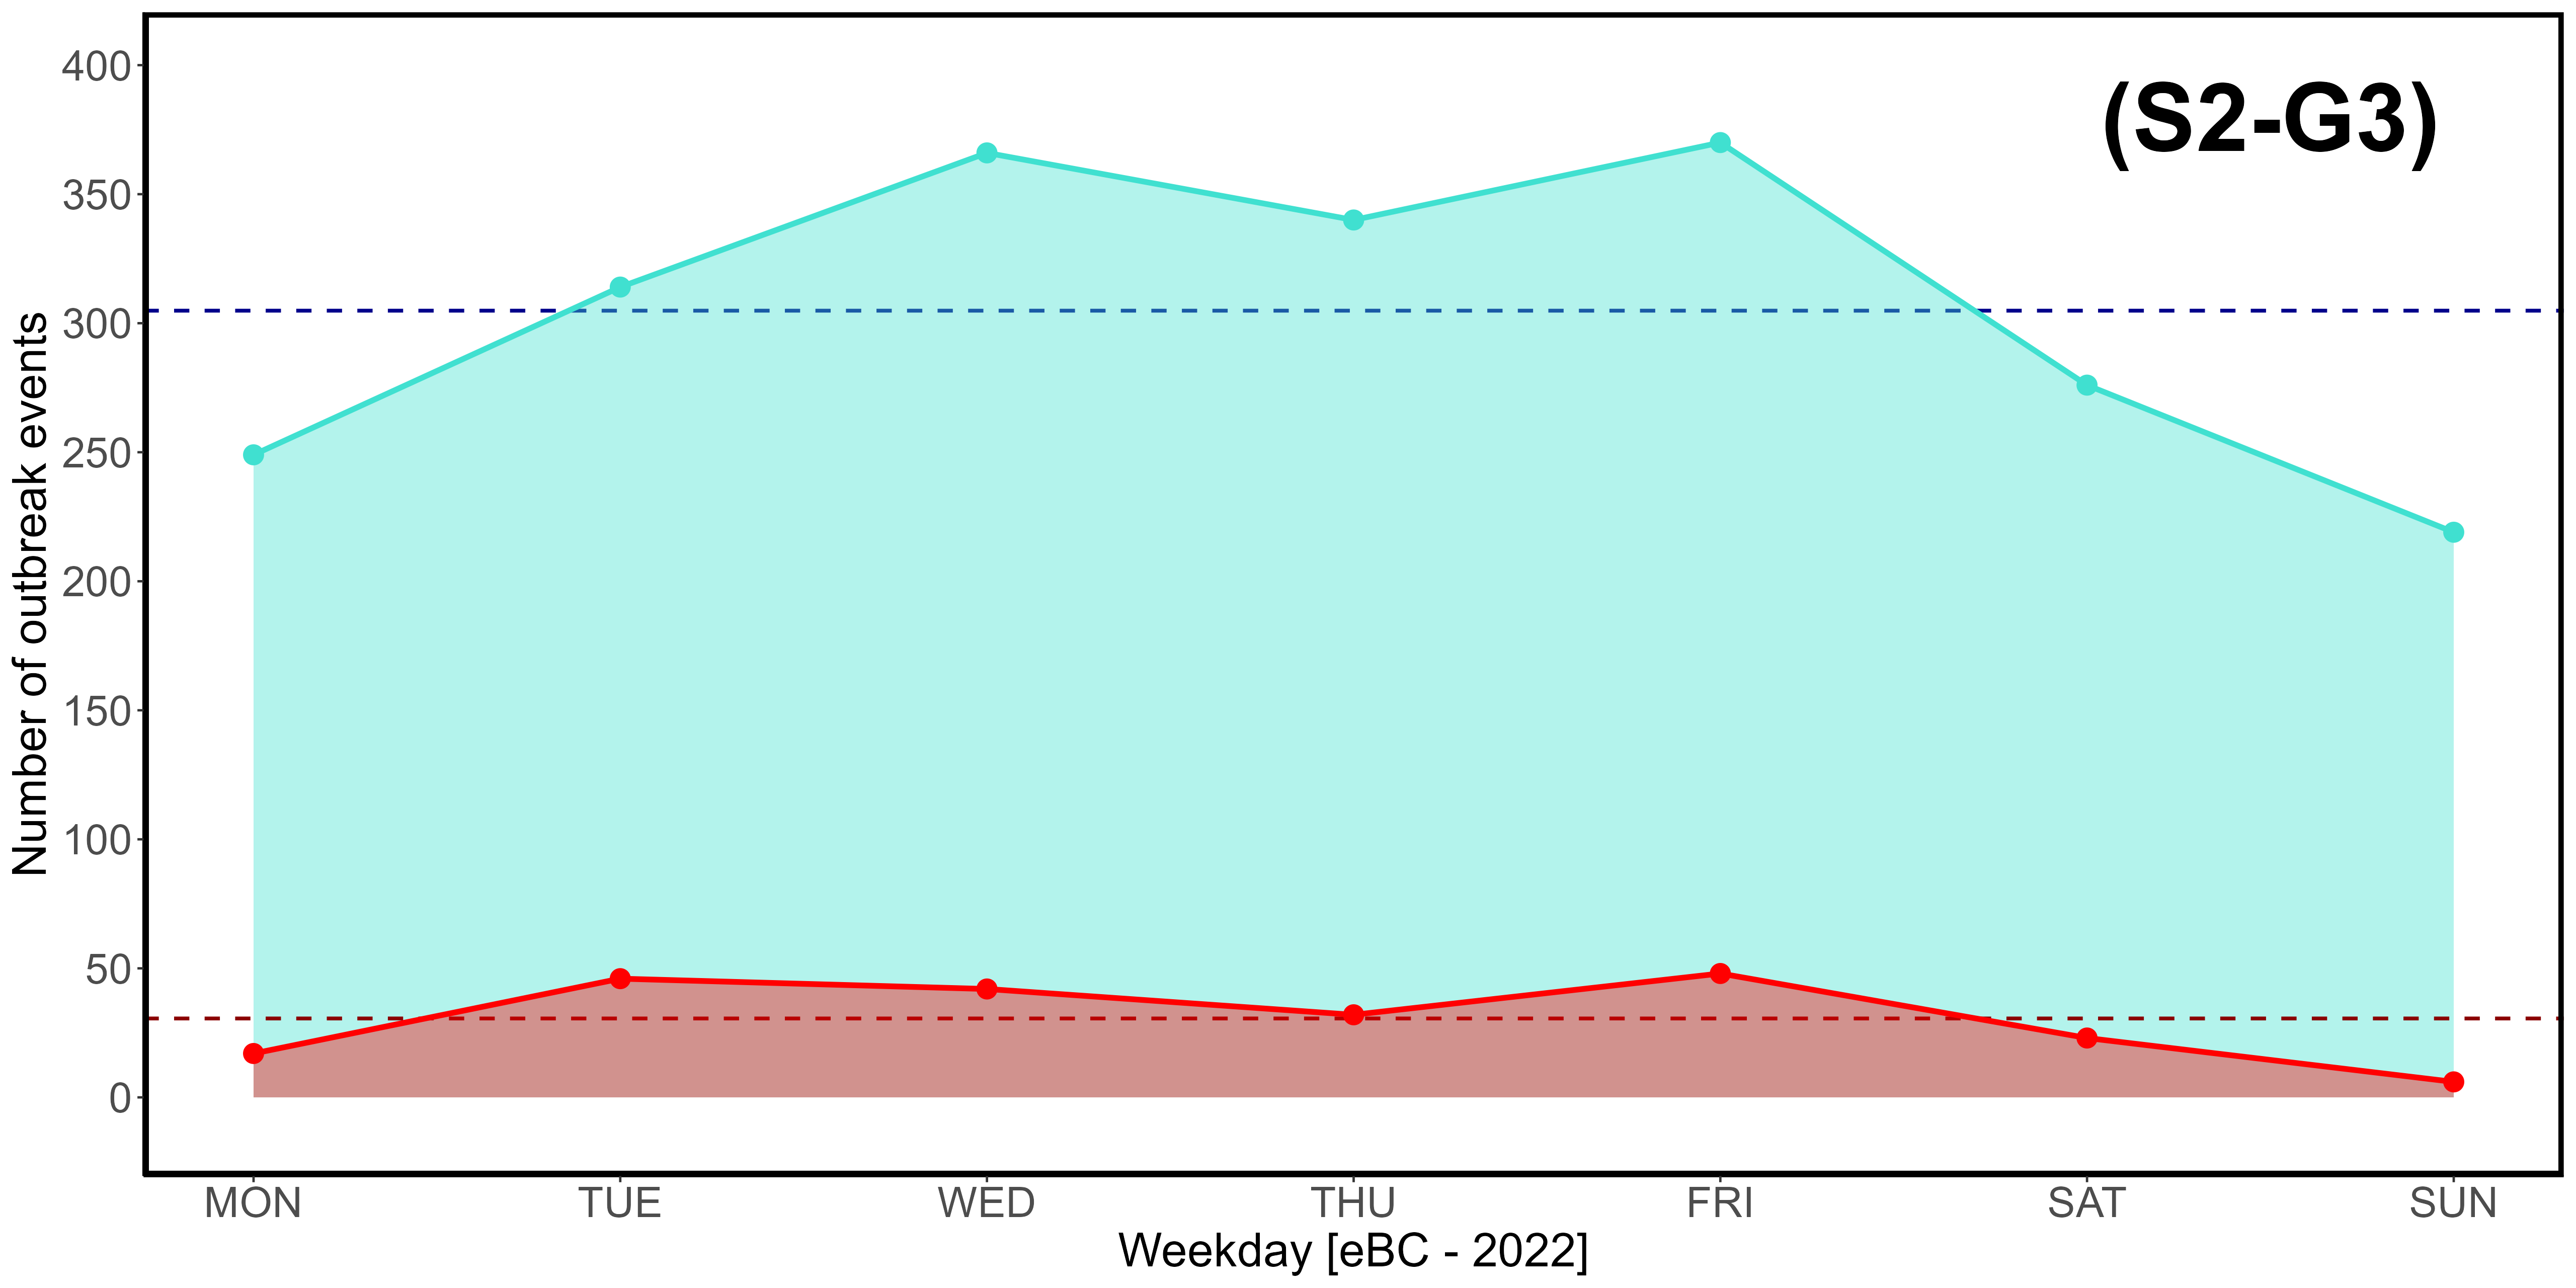 (S2-G3)
Number of outbreak events
400
350
300
250
200
150
100
50
0
MON TUE WED THU FRI SAT SUN
Weekday [eBC - 2022]